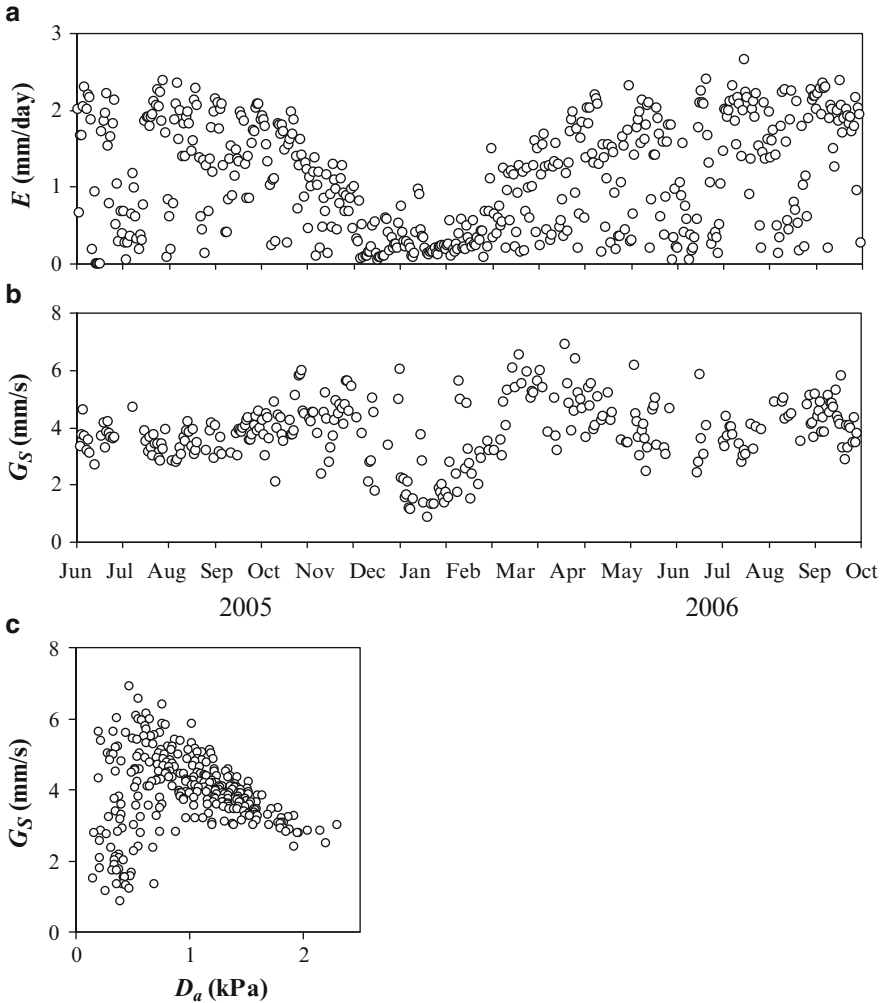 a
3
2
1
0
E (mm/day)
b
8
6
4
2
0
G_S (mm/s)
Jun Jul Aug Sep Oct Nov Dec Jan Feb Mar Apr May Jun Jul Aug Sep Oct
2005 2006
c
8
6
4
2
0
G_S (mm/s)
0 1 2
D_a (kPa)